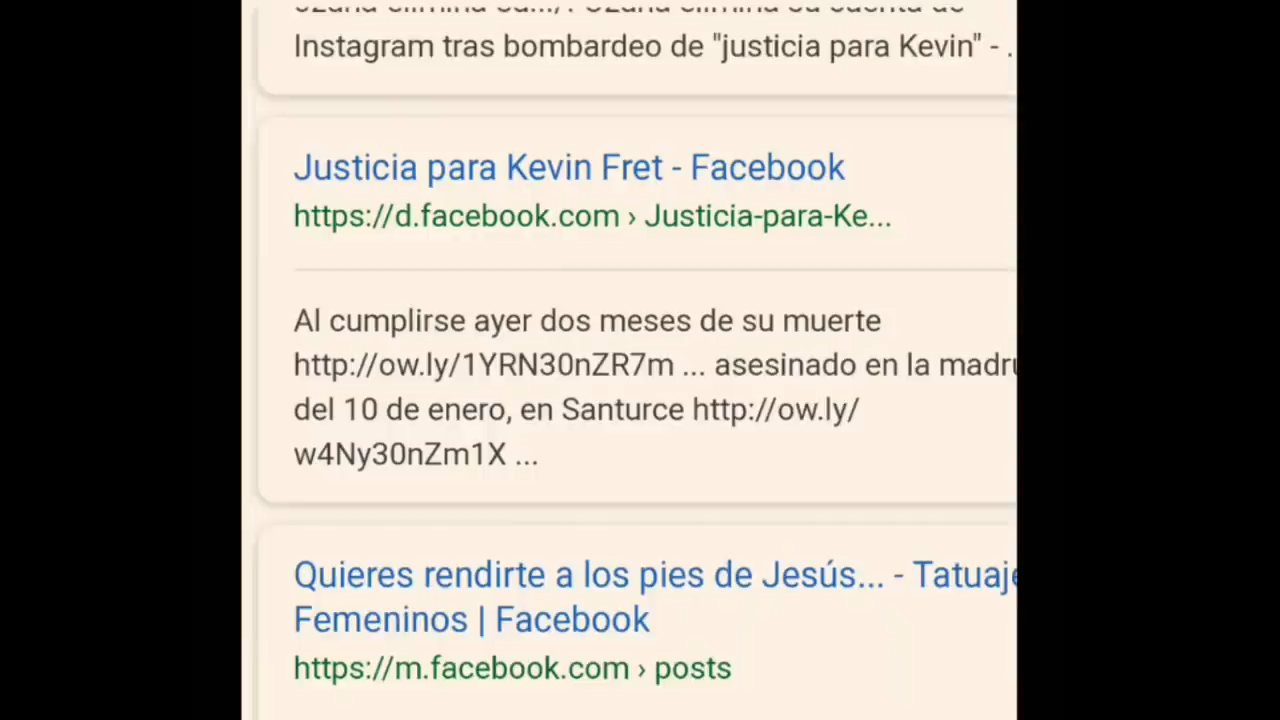 Instagram tras bombardeo de "justicia para Kevin" - .
Justicia para Kevin Fret - Facebook
https://d.facebook.com › Justicia-para-Ke...
Al cumplirse ayer dos meses de su muerte
http://ow.ly/1YRN30nZR7m ... asesinado en la madru
del 10 de enero, en Santurce http://ow.ly/
w4Ny30nZm1X ...
Quieres rendirte a los pies de Jesús... - Tatuaje
Femeninos | Facebook
https://m.facebook.com › posts